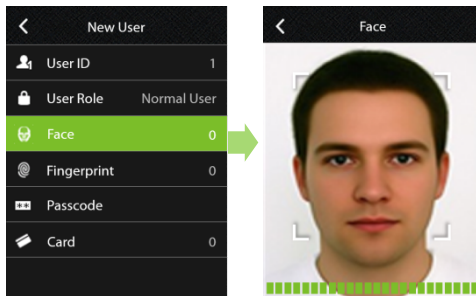 New User
User ID 1
User Role Normal User
Face 0
Fingerprint 0
Passcode
Card 0
Face